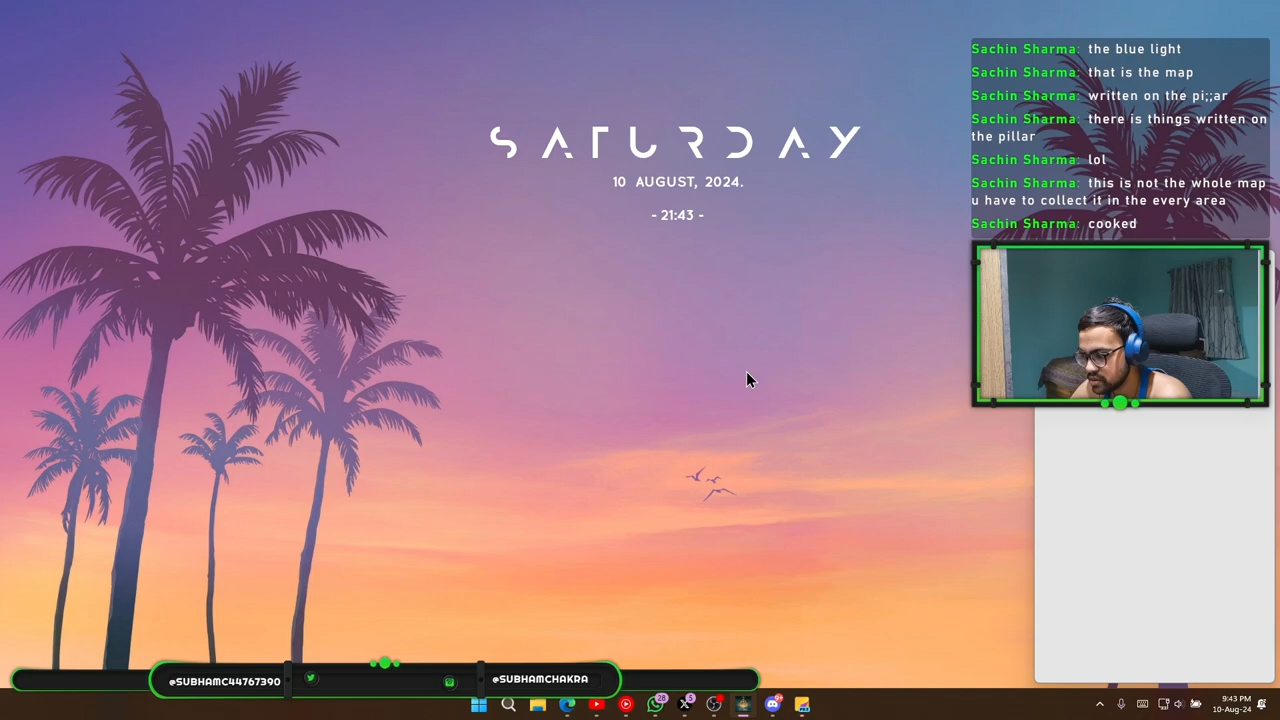 Sachin Sharma: the blue light
Sachin Sharma: that is the map
Sachin Sharma: written on the pi;;ar
Sachin Sharma: there is things written on
the pillar
Sachin Sharma: lol
Sachin Sharma: this is not the whole map
u have to collect it in the every area
Sachin Sharma: cooked
SATURDAY
10 AUGUST, 2024.
- 21:43 -
@SUBHAMC44767390
@SUBHAMCHAKRA
28
5
9+
9:43 PM
10-Aug-24